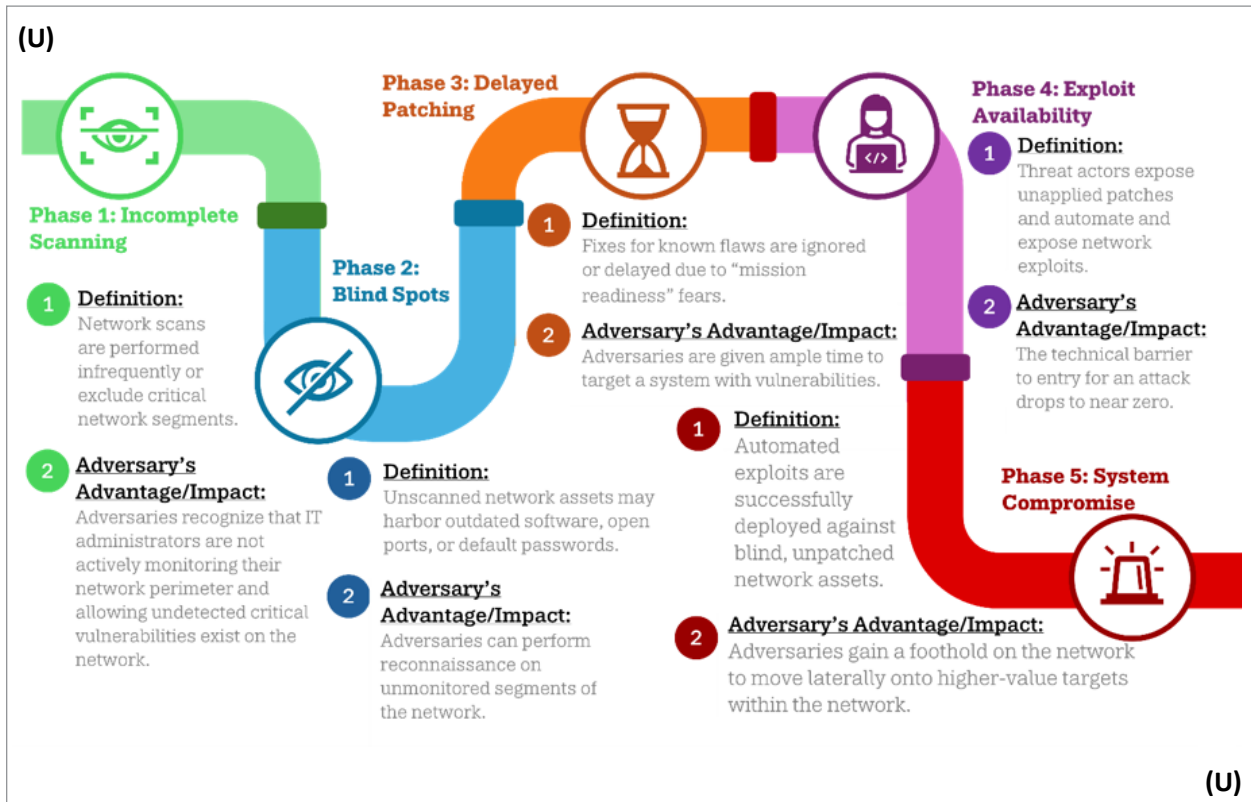 (U)
Phase 1: Incomplete
Scanning
1
Definition:
Network scans
are performed
infrequently or
exclude critical
network segments.
2
Adversary's
Advantage/Impact:
Adversaries recognize that IT
administrators are not
actively monitoring their
network perimeter and
allowing undetected critical
vulnerabilities exist on the
network.
Phase 2:
Blind Spots
1
Definition:
Unscanned network assets may
harbor outdated software, open
ports, or default passwords.
2
Adversary's
Advantage/Impact:
Adversaries can perform
reconnaissance on
unmonitored segments of
the network.
Phase 3: Delayed
Patching
1
Definition:
Fixes for known flaws are ignored
or delayed due to “mission
readiness” fears.
2
Adversary's Advantage/Impact:
Adversaries are given ample time to
target a system with vulnerabilities.
</>
Phase 4: Exploit
Availability
1
Definition:
Threat actors expose
unapplied patches
and automate and
expose network
exploits.
2
Adversary's
Advantage/Impact:
The technical barrier
to entry for an attack
drops to near zero.
Phase 5: System
Compromise
1
Definition:
Automated
exploits are
successfully
deployed against
blind, unpatched
network assets.
2
Adversary's Advantage/Impact:
Adversaries gain a foothold on the network
to move laterally onto higher-value targets
within the network.
(U)